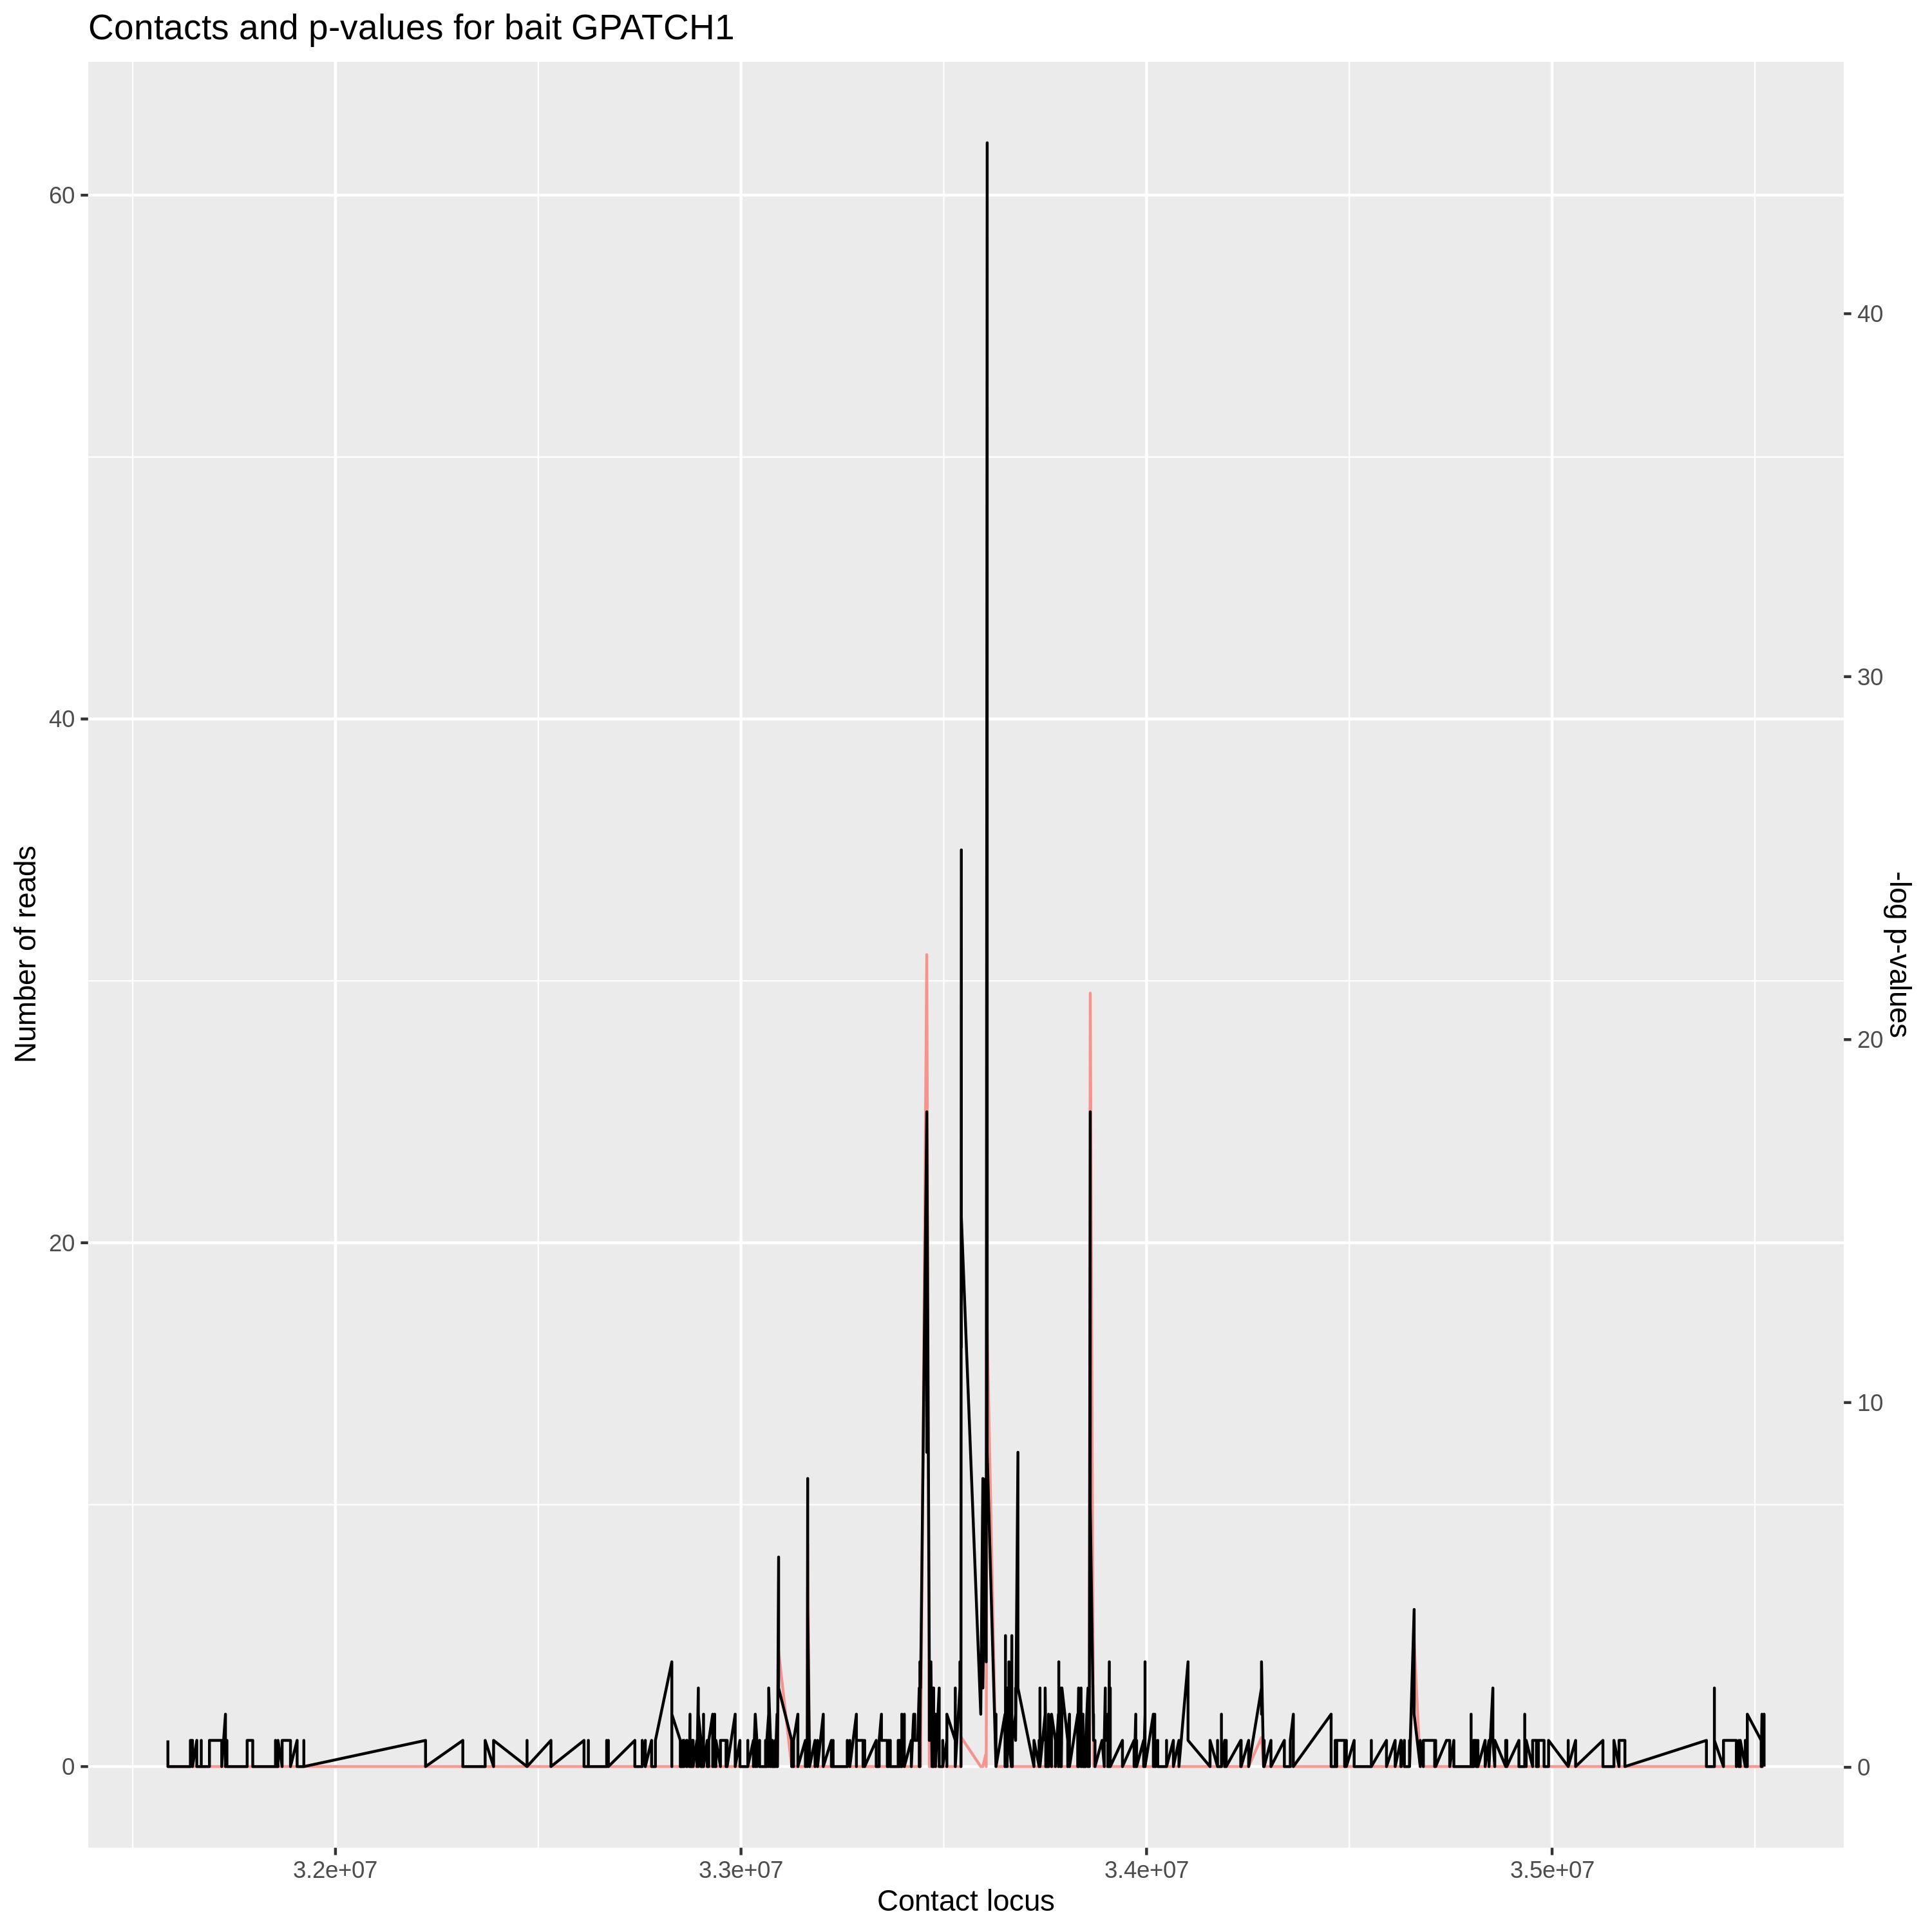 Contacts and p-values for bait GPATCH1
60
40
20
0
Number of reads
40
30
20
10
0
-log p-values
3.2e+07
3.3e+07
3.4e+07
3.5e+07
Contact locus